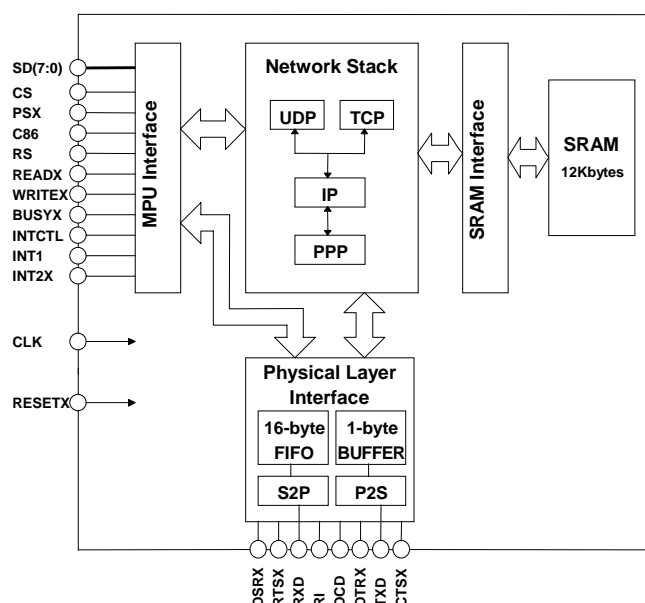 SD(7:0)
CS
PSX
C86
RS
READX
WRITEX
BUSYX
INTCTL
INT1
INT2X
CLK
RESETX
MPU Interface
Network Stack
UDP
TCP
IP
PPP
SRAM Interface
SRAM
12Kbytes
Physical Layer
Interface
16-byte
FIFO
1-byte
BUFFER
S2P
P2S
DSRX
RTSX
RXD
RI
DCD
DTRX
TXD
CTSX